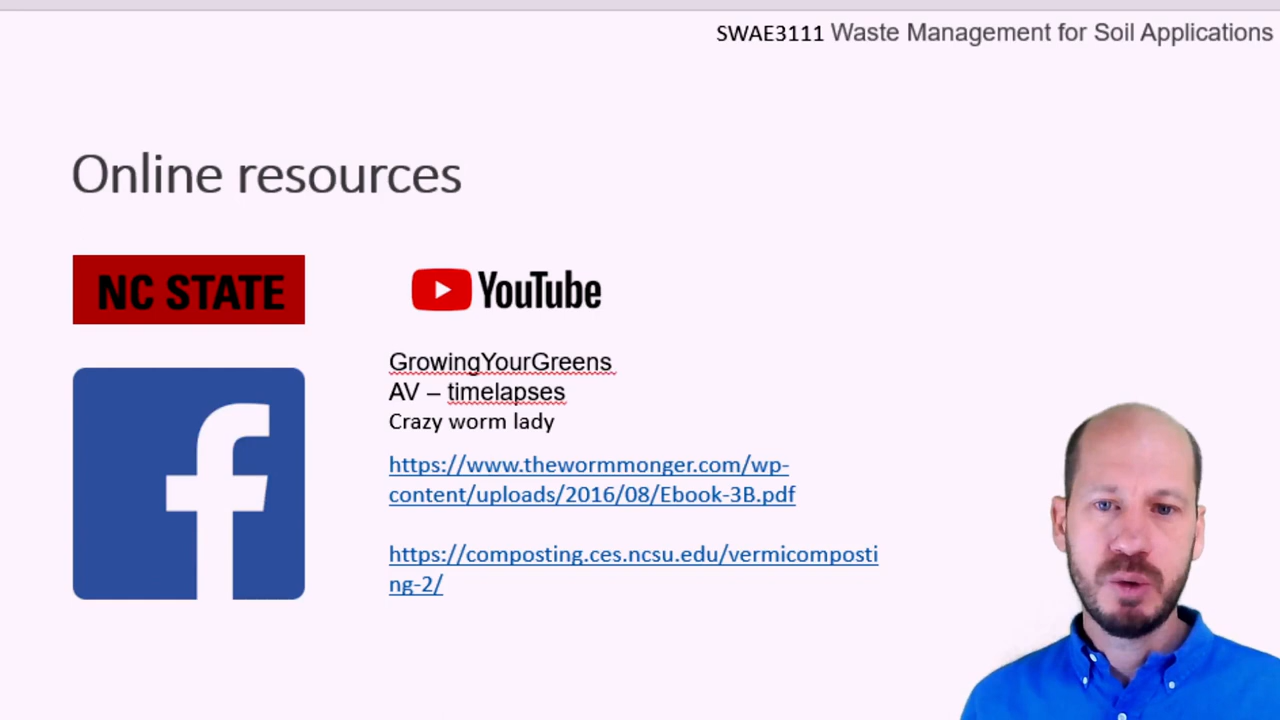 SWAE3111 Waste Management for Soil Applications
Online resources
NC STATE
YouTube
GrowingYourGreens
AV – timelapses
Crazy worm lady
https://www.thewormmonger.com/wp-
content/uploads/2016/08/Ebook-3B.pdf
https://composting.ces.ncsu.edu/vermicomposti
ng-2/